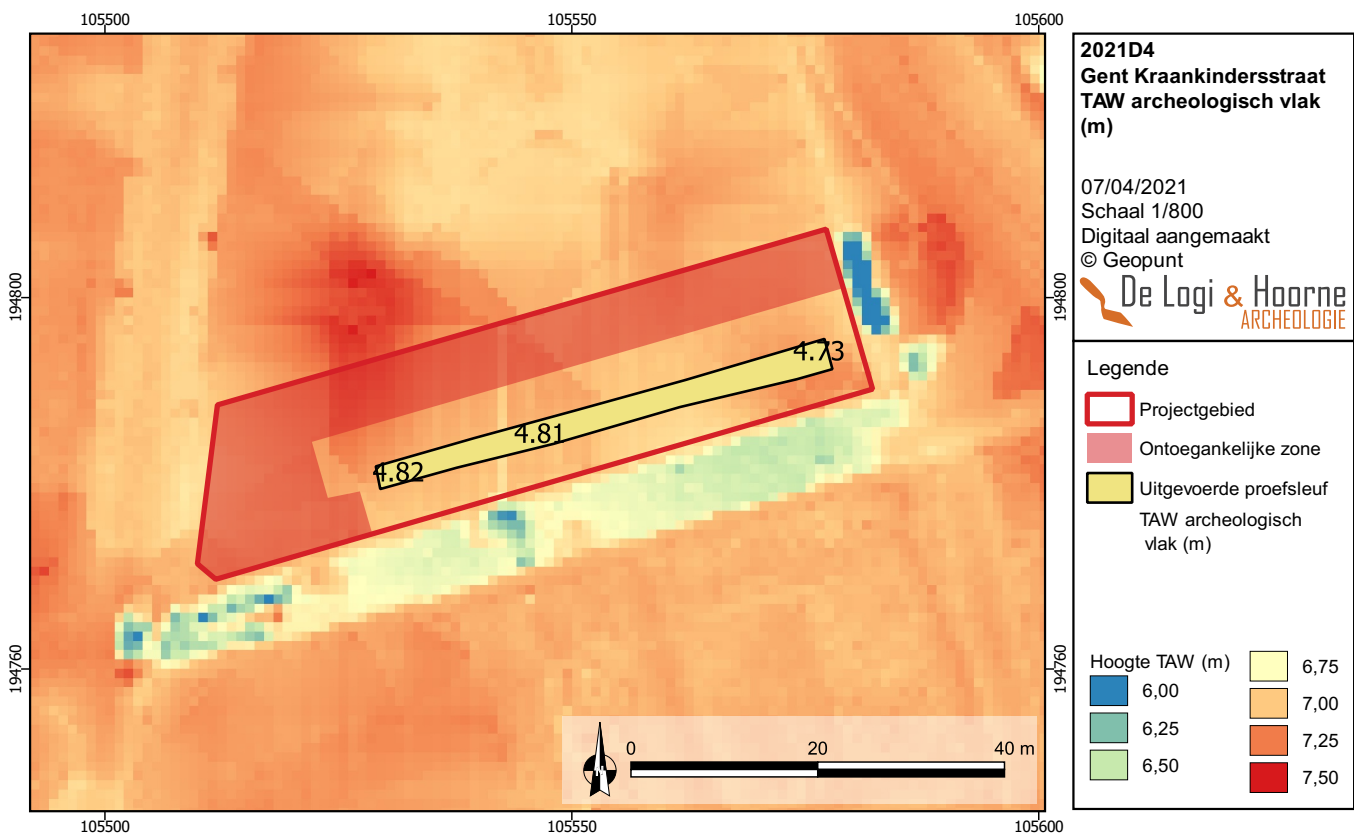 105500 105550 105600
2021D4
Gent Kraankindersstraat
TAW archeologisch vlak
(m)
07/04/2021
Schaal 1/800
Digitaal aangemaakt
© Geopunt
De Logi & Hoorne
ARCHEOLOGIE
194800 194800
4.73
4.81
4.82
Legende
Projectgebied
Ontoegankelijke zone
Uitgevoerde proefsleuf
TAW archeologisch
vlak (m)
194760 194760
Hoogte TAW (m)
6,00
6,25
6,50
6,75
7,00
7,25
7,50
N
0 20 40 m
105500 105550 105600